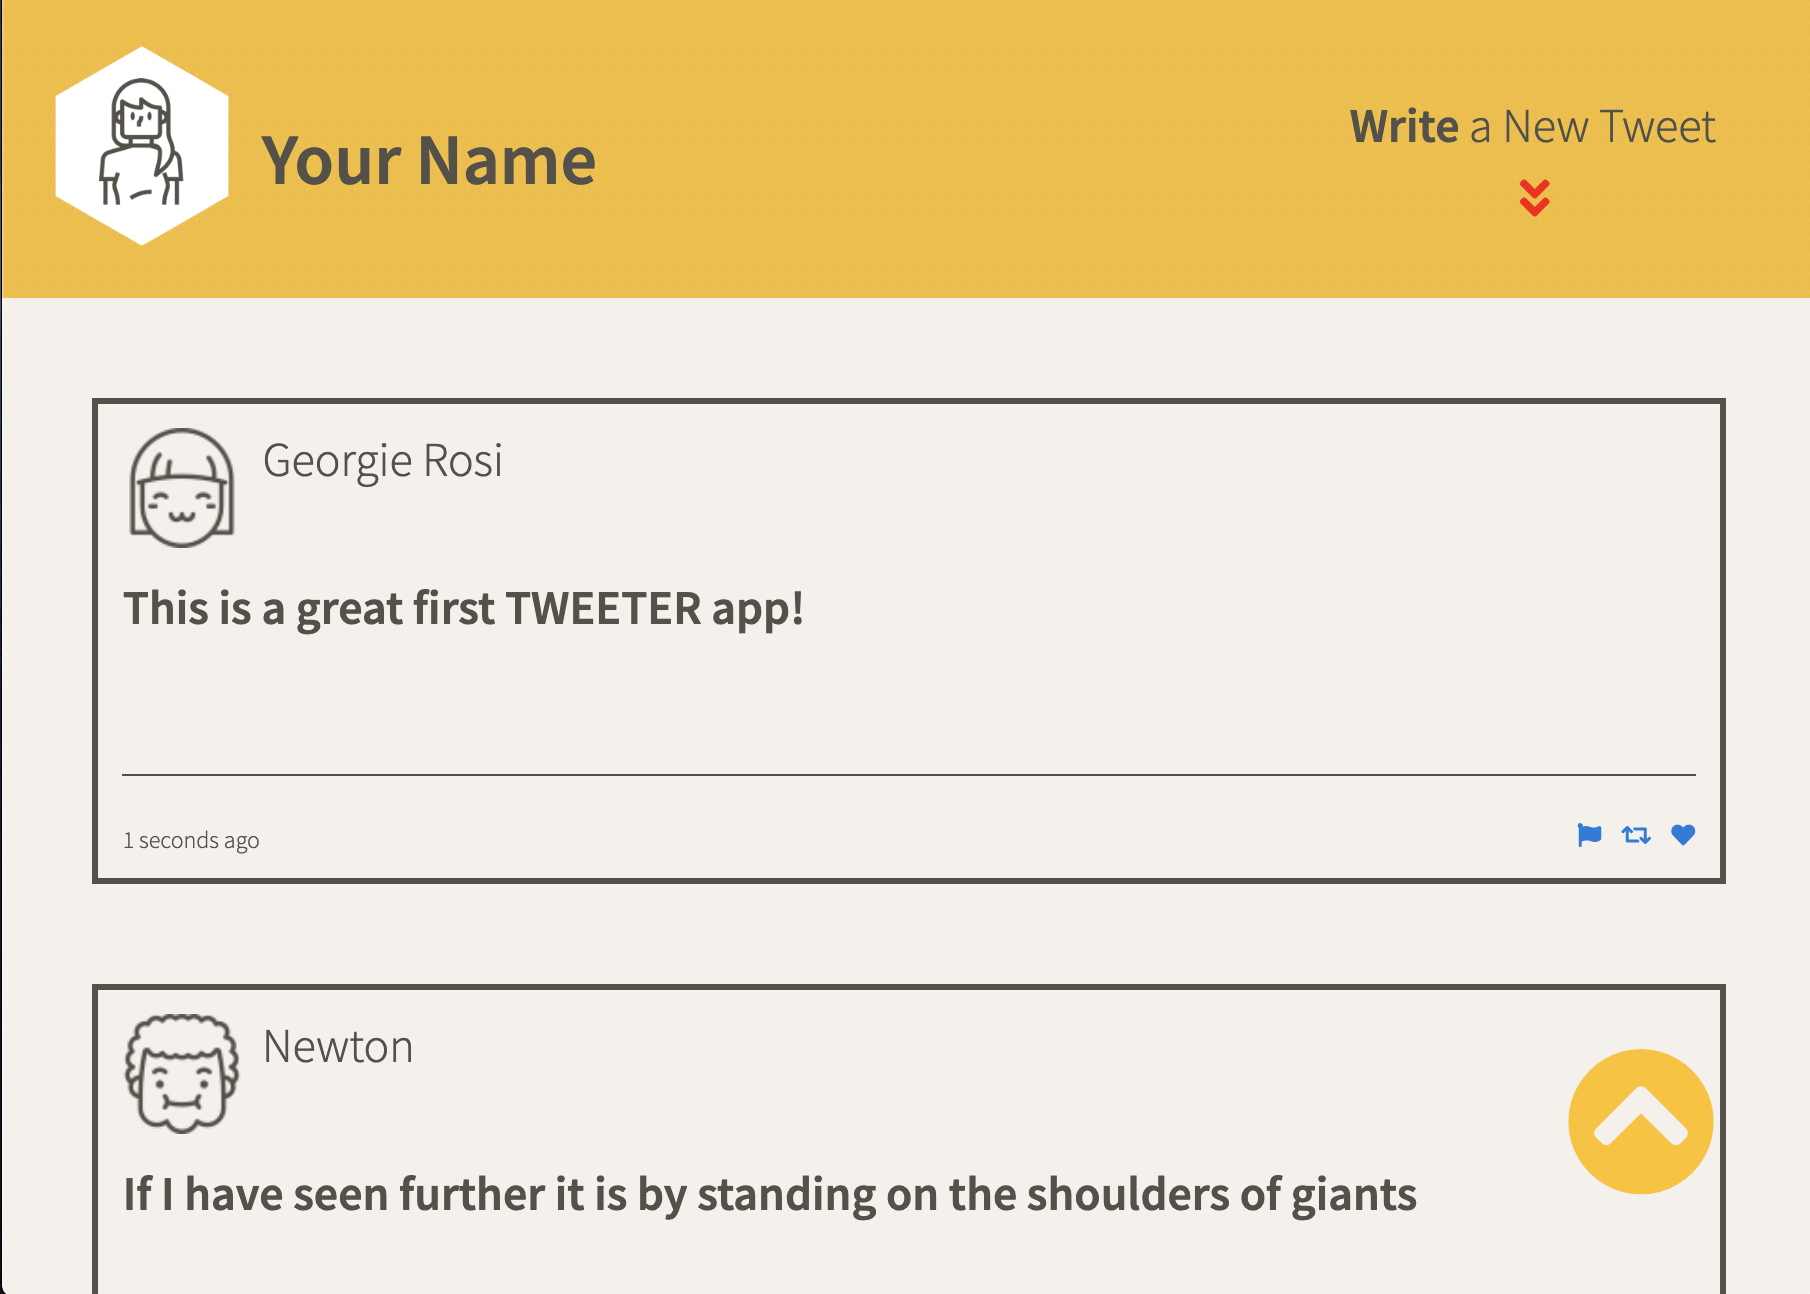 Your Name
Write a New Tweet
Georgie Rosi
This is a great first TWEETER app!
1 seconds ago
Newton
If I have seen further it is by standing on the shoulders of giants